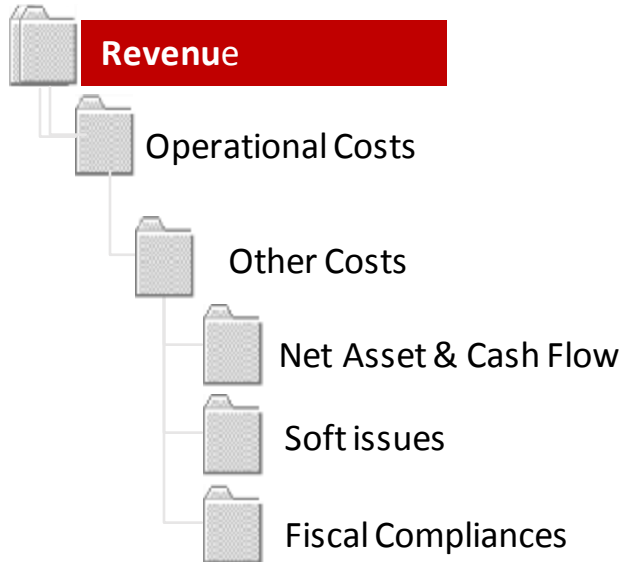 Revenue
Operational Costs
Other Costs
Net Asset & Cash Flow
Soft issues
Fiscal Compliances